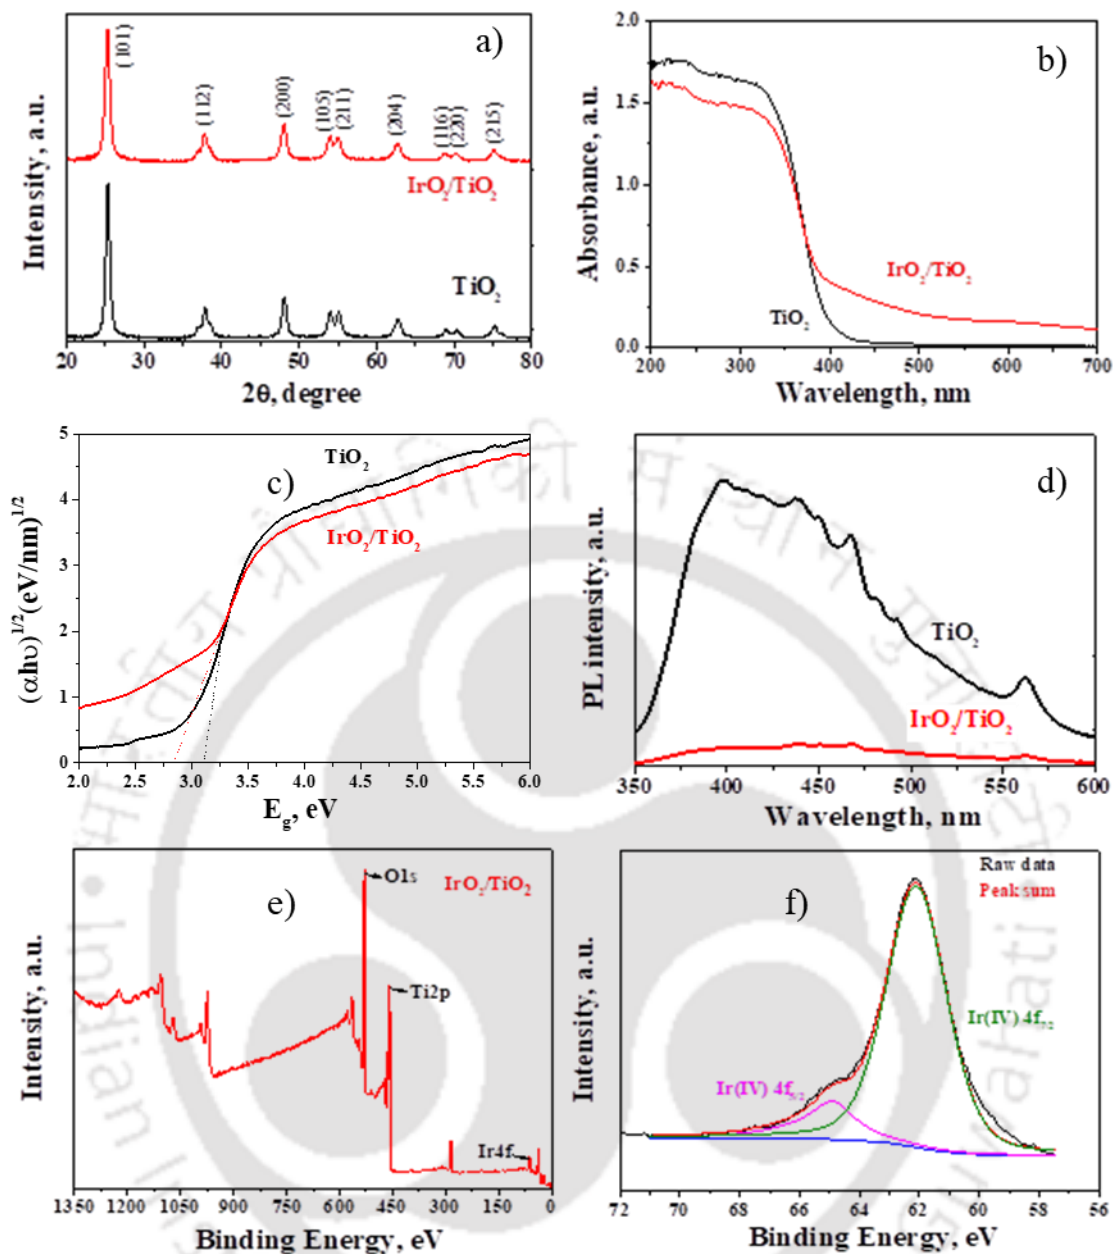 a)
(101)
(112)
(200)
(105)
(211)
(204)
(116)
(220)
(215)
IrO₂/TiO₂
TiO₂
Intensity, a.u.
20 30 40 50 60 70 80
2θ, degree
b)
2.0
1.5
1.0
0.5
0.0
Absorbance, a.u.
IrO₂/TiO₂
TiO₂
200 300 400 500 600 700
Wavelength, nm
c)
5
4
3
2
1
0
(αhυ)^1/2 (eV/nm)^1/2
TiO₂
IrO₂/TiO₂
2.0 2.5 3.0 3.5 4.0 4.5 5.0 5.5 6.0
E_g, eV
d)
PL intensity, a.u.
TiO₂
IrO₂/TiO₂
350 400 450 500 550 600
Wavelength, nm
e)
O1s
IrO₂/TiO₂
Ti2p
Ir4f
Intensity, a.u.
1350 1200 1050 900 750 600 450 300 150 0
Binding Energy, eV
f)
Raw data
Peak sum
Ir(IV) 4f₇/₂
Ir(IV) 4f₅/₂
Intensity, a.u.
72 70 68 66 64 62 60 58 56
Binding Energy, eV
Indian In
Guwahati